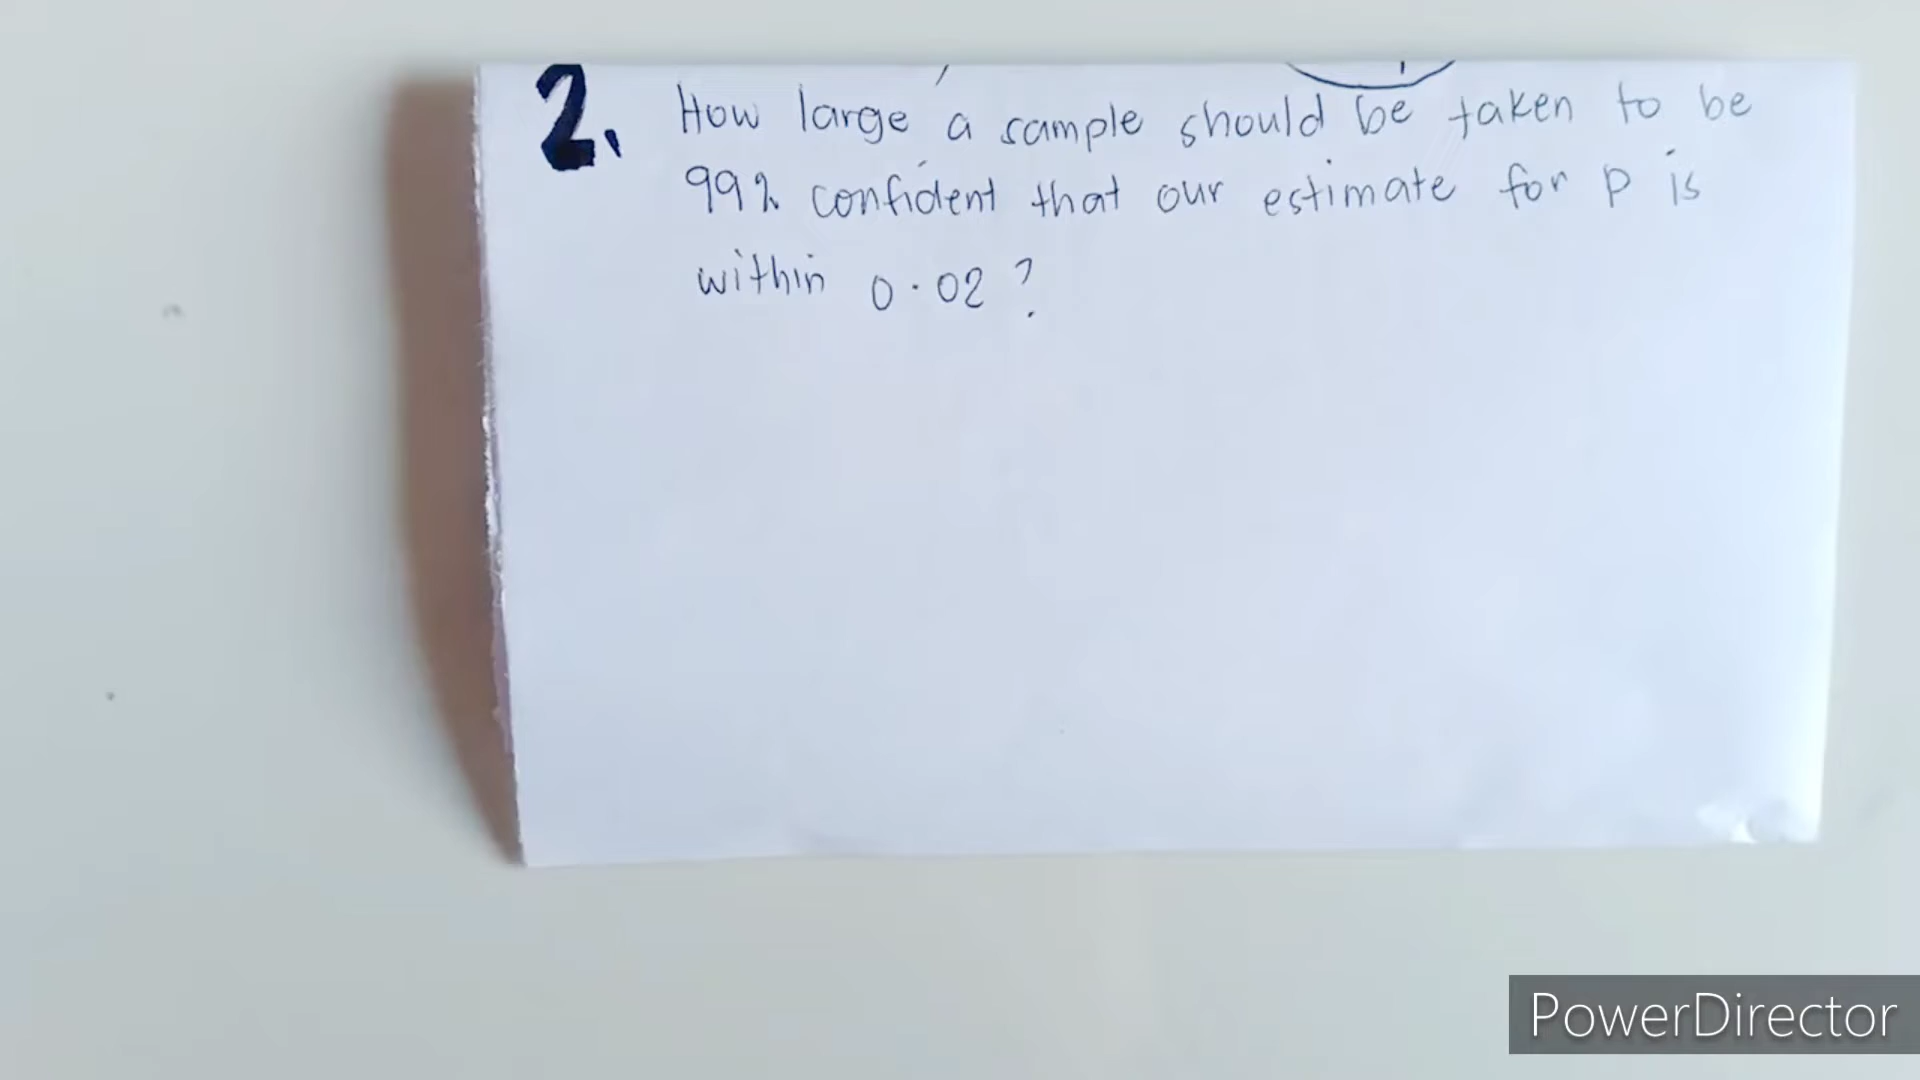 2. How large a sample should be taken to be
99% confident that our estimate for p is
within 0.02?
PowerDirector